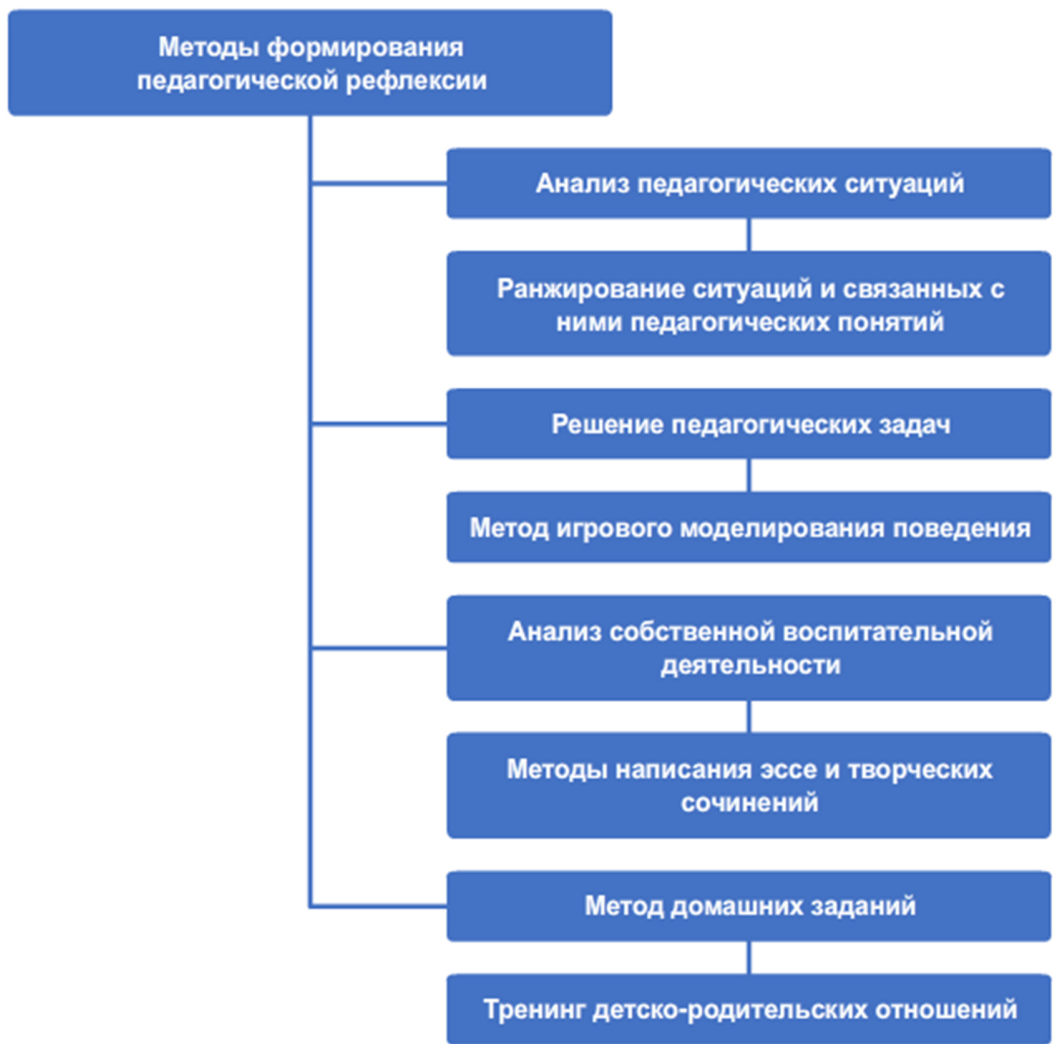 Методы формирования
педагогической рефлексии
Анализ педагогических ситуаций
Ранжирование ситуаций и связанных с
ними педагогических понятий
Решение педагогических задач
Метод игрового моделирования поведения
Анализ собственной воспитательной
деятельности
Методы написания эссе и творческих
сочинений
Метод домашних заданий
Тренинг детско-родительских отношений